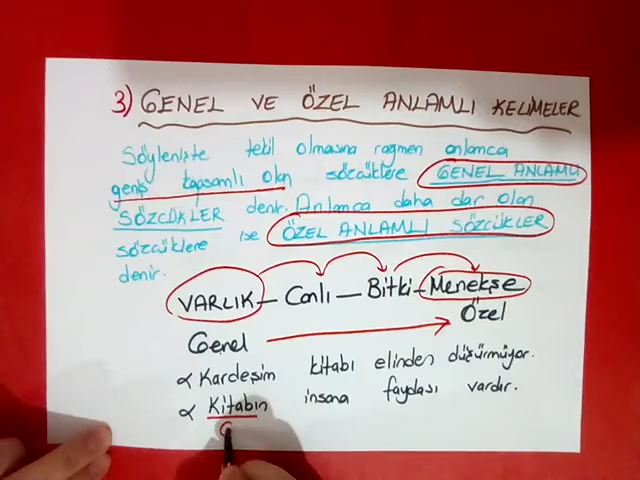 3) GENEL VE ÖZEL ANLAMLI KELİMELER
Söylenişte tekil olmasına rağmen anlamca
geniş kapsamlı olan sözcüklere GENEL ANLAMLI
SÖZCÜKLER denir. Anlamca daha dar olan
sözcüklere ise ÖZEL ANLAMLI SÖZCÜKLER
denir.
VARLIK – Canlı – Bitki – Menekşe
Genel Özel
α Kardeşim kitabı elinden düşürmüyor.
α Kitabın insana faydası vardır.